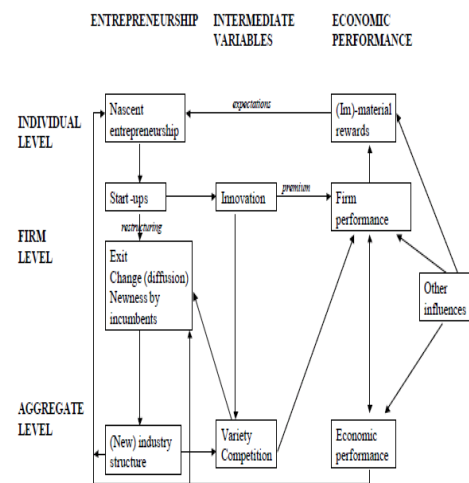 ENTREPRENEURSHIP
INTERMEDIATE
VARIABLES
ECONOMIC
PERFORMANCE
INDIVIDUAL
LEVEL
Nascent
entrepreneurship
expectations
(Im)-material
rewards
Start-ups
Innovation
premium
Firm
performance
FIRM
LEVEL
restructuring
Exit
Change (diffusion)
Newness by
incumbents
Other
influences
AGGREGATE
LEVEL
(New) industry
structure
Variety
Competition
Economic
performance